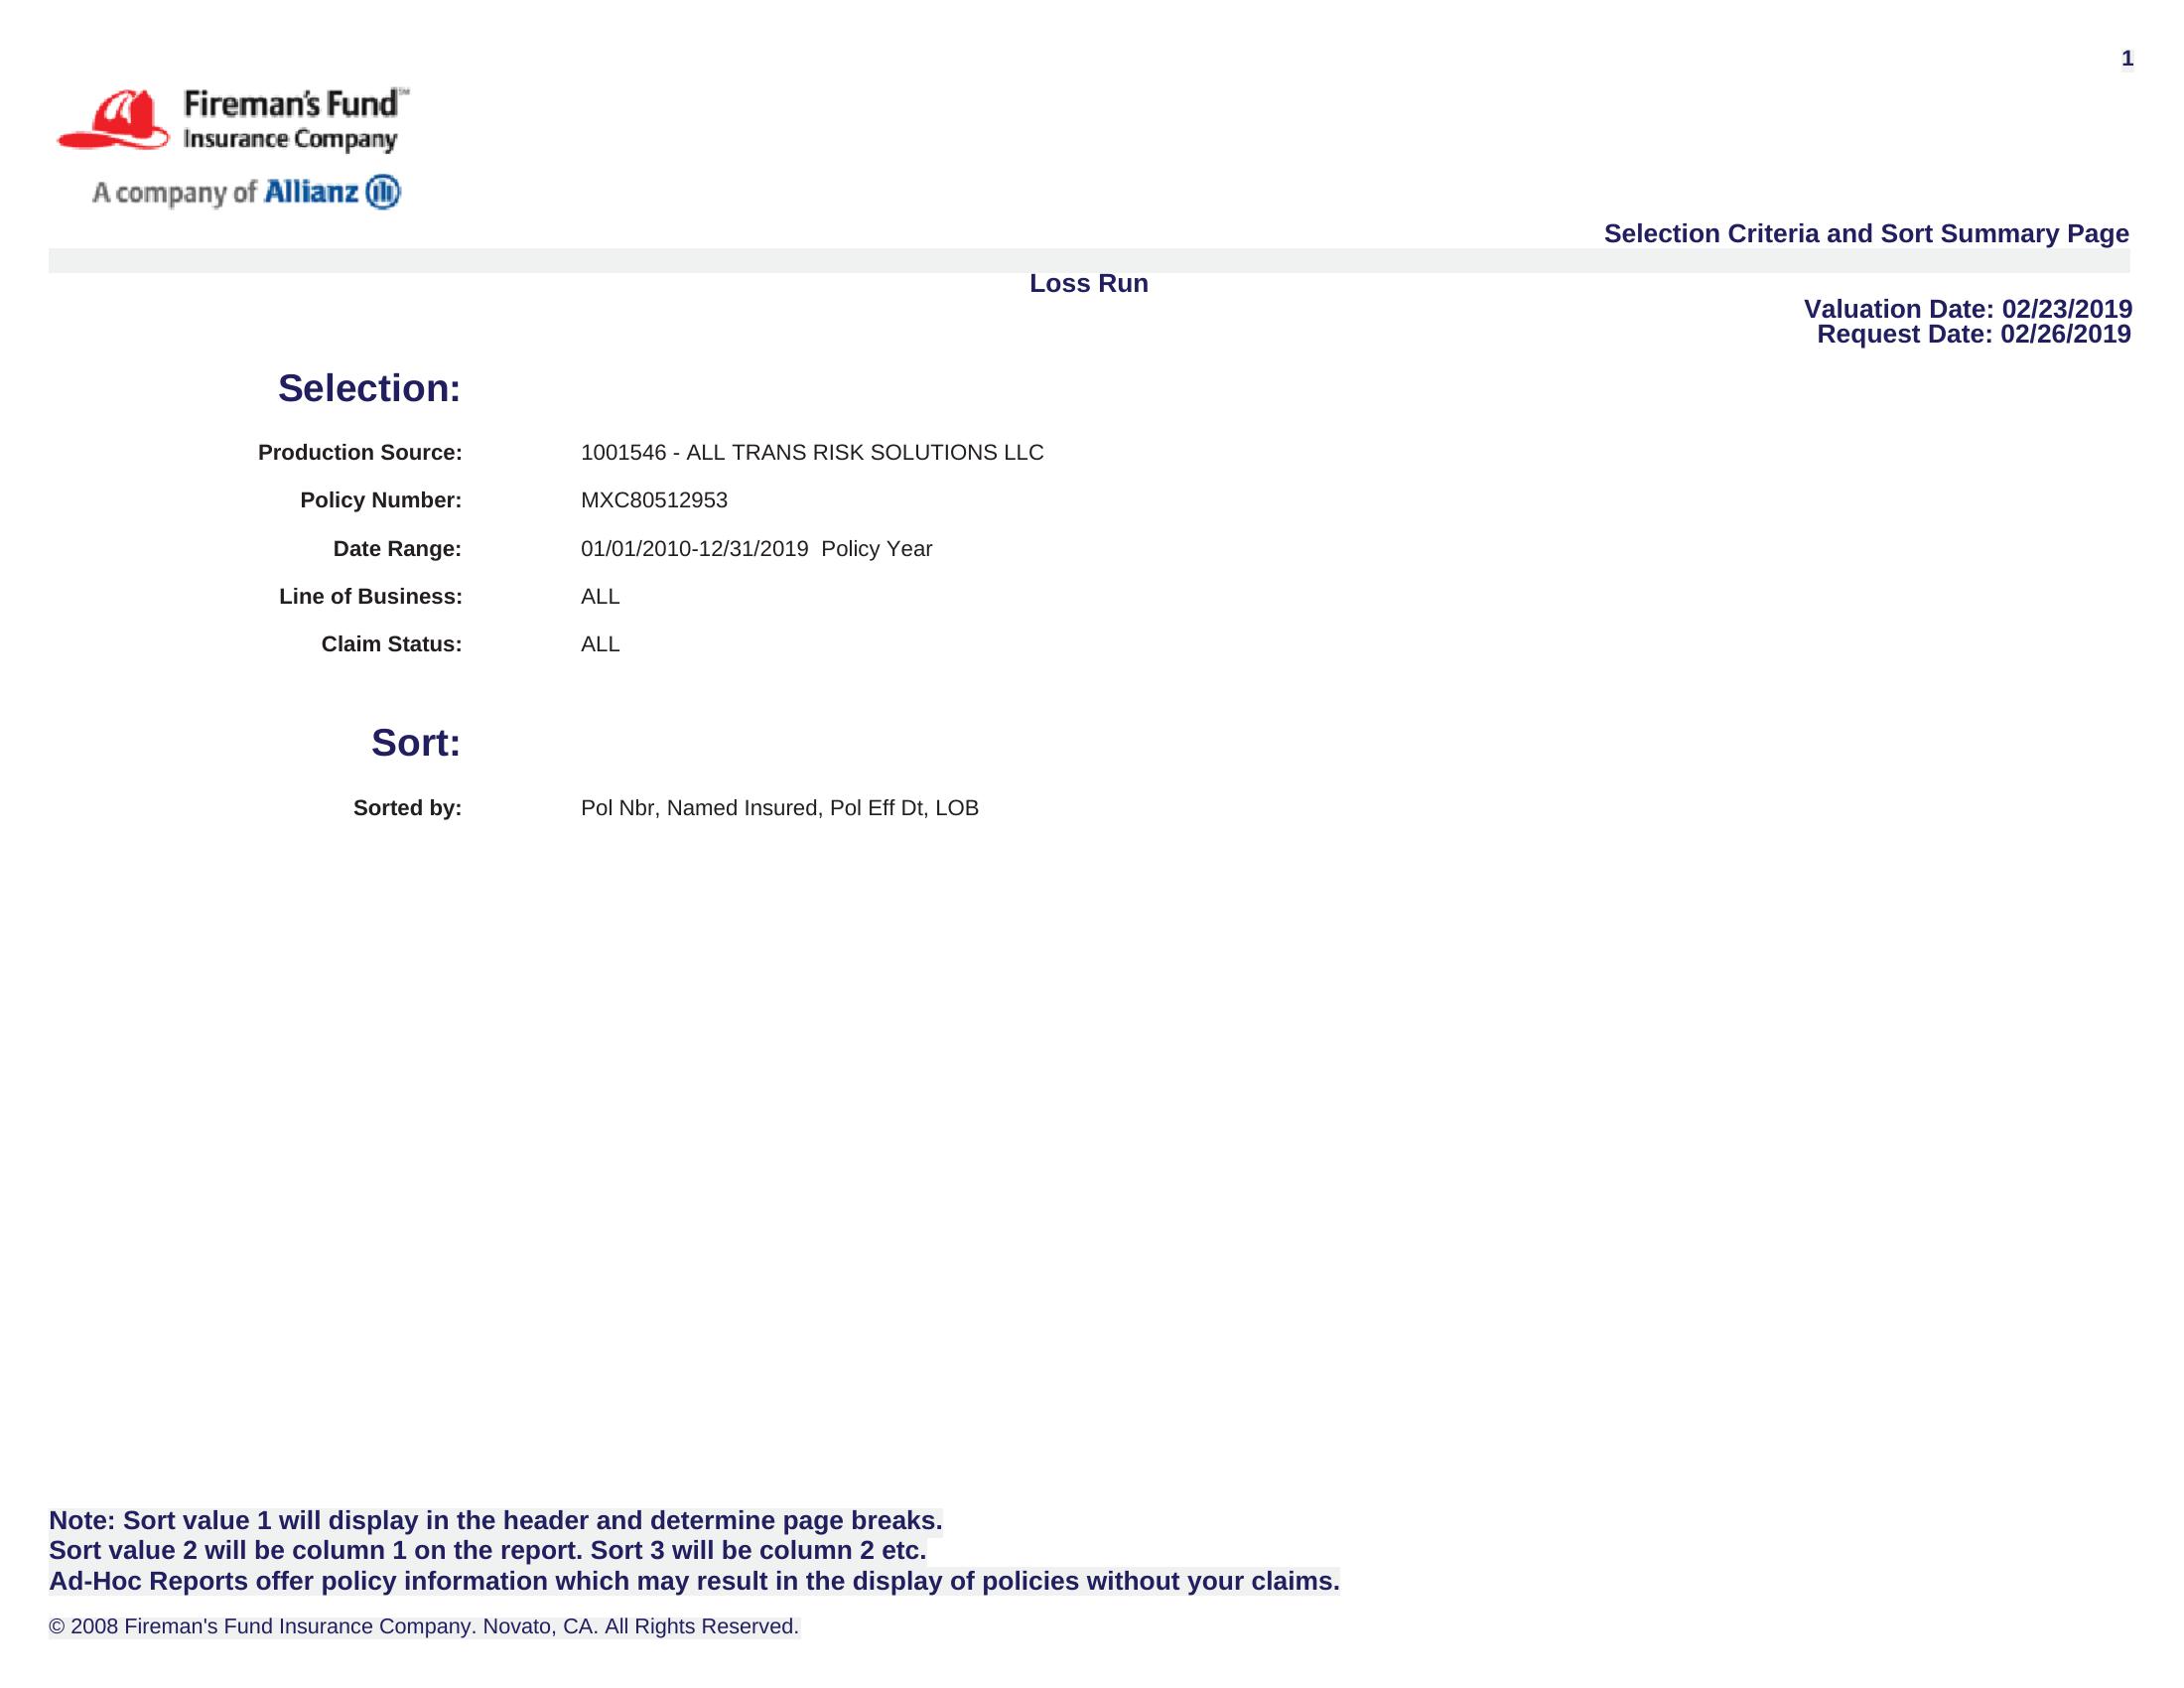 1
Fireman's Fund℠
Insurance Company
A company of Allianz
Selection Criteria and Sort Summary Page
Loss Run
Valuation Date: 02/23/2019
Request Date: 02/26/2019
Selection:
Production Source: 1001546 - ALL TRANS RISK SOLUTIONS LLC
Policy Number: MXC80512953
Date Range: 01/01/2010-12/31/2019 Policy Year
Line of Business: ALL
Claim Status: ALL
Sort:
Sorted by: Pol Nbr, Named Insured, Pol Eff Dt, LOB
Note: Sort value 1 will display in the header and determine page breaks.
Sort value 2 will be column 1 on the report. Sort 3 will be column 2 etc.
Ad-Hoc Reports offer policy information which may result in the display of policies without your claims.
© 2008 Fireman's Fund Insurance Company. Novato, CA. All Rights Reserved.